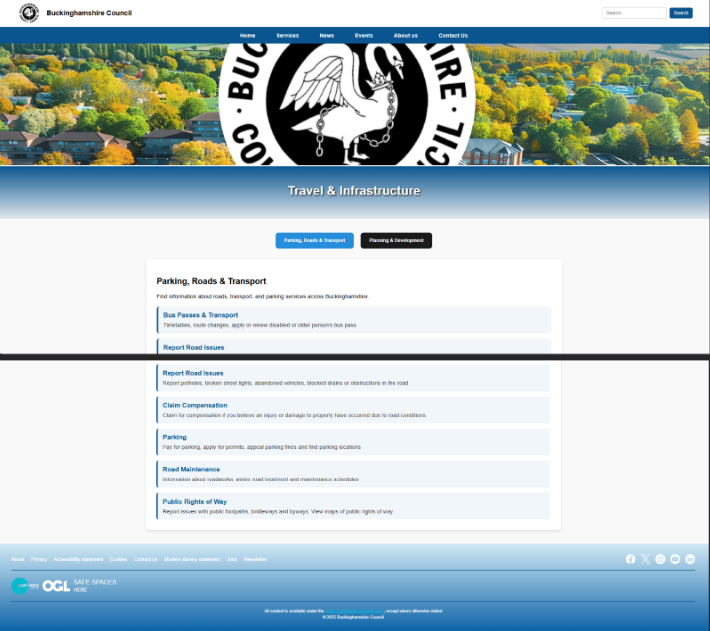 Buckinghamshire Council
Search...
Search
Home
Services
News
Events
About us
Contact Us
BUCKINGHAMSHIRE
COUNCIL
Travel & Infrastructure
Parking, Roads & Transport
Planning & Development
Parking, Roads & Transport
Find information about roads, transport, and parking services across Buckinghamshire.
Bus Passes & Transport
Timetables, route changes, apply or renew disabled or older person's bus pass
Report Road Issues
Report Road Issues
Report potholes, broken street lights, abandoned vehicles, blocked drains or obstructions in the road
Claim Compensation
Claim for compensation if you believe an injury or damage to property have occurred due to road conditions
Parking
Pay for parking, apply for permits, appeal parking fines and find parking locations
Road Maintenance
Information about roadworks, winter road treatment and maintenance schedules
Public Rights of Way
Report issues with public footpaths, bridleways and byways. View maps of public rights of way
About
Privacy
Accessibility statement
Cookies
Contact us
Modern slavery statement
Jobs
Newsletter
OGL
SAFE SPACES
HERE
All content is available under the
, except where otherwise stated
© 2025 Buckinghamshire Council